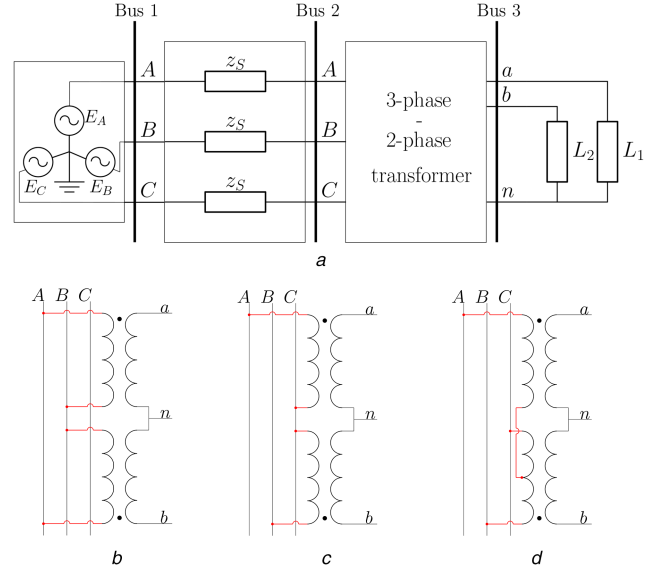 Bus 1 Bus 2 Bus 3
A z_S A a
E_A 3-phase b
B z_S B -
2-phase L_2 L_1
E_C E_B transformer
C z_S C n
a
A B C a A B C a A B C a
n n n
b b b
b c d